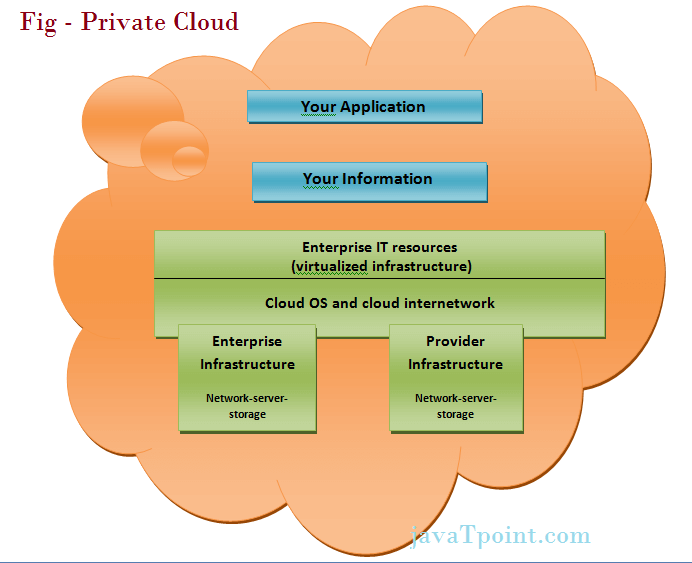 Fig - Private Cloud
Your Application
Your Information
Enterprise IT resources
(virtualized infrastructure)
Cloud OS and cloud internetwork
Enterprise
Infrastructure
Network-server-
storage
Provider
Infrastructure
Network-server-
storage
JavaTpoint.com